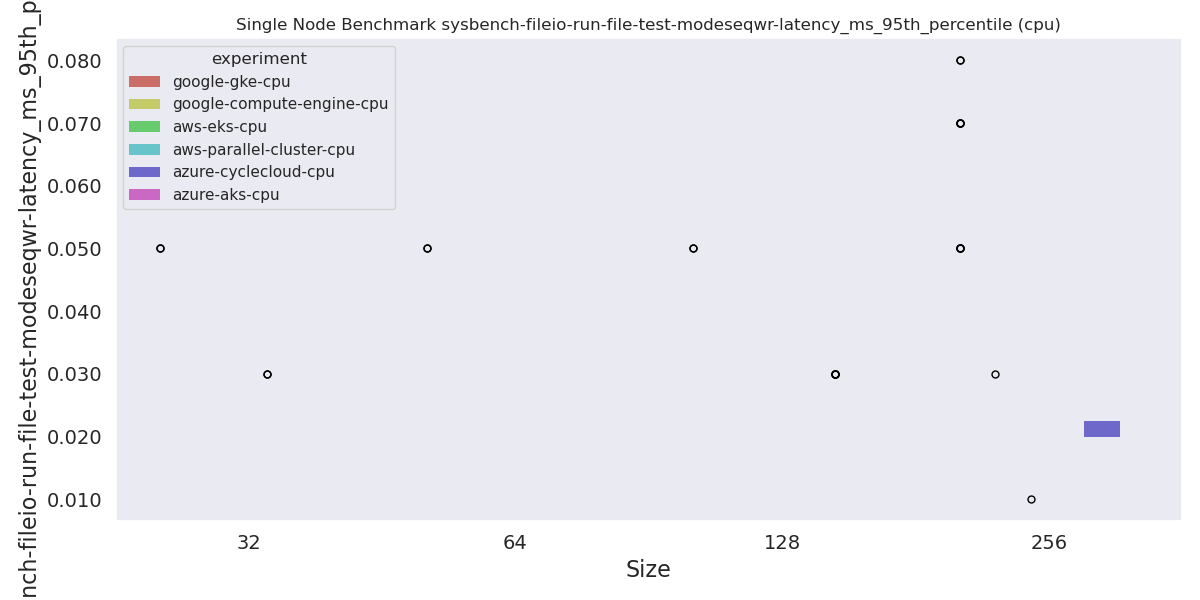 Single Node Benchmark sysbench-fileio-run-file-test-modeseqwr-latency_ms_95th_percentile (cpu)
nch-fileio-run-file-test-modeseqwr-latency_ms_95th_p
0.080
0.070
0.060
0.050
0.040
0.030
0.020
0.010
experiment
google-gke-cpu
google-compute-engine-cpu
aws-eks-cpu
aws-parallel-cluster-cpu
azure-cyclecloud-cpu
azure-aks-cpu
32 64 128 256
Size